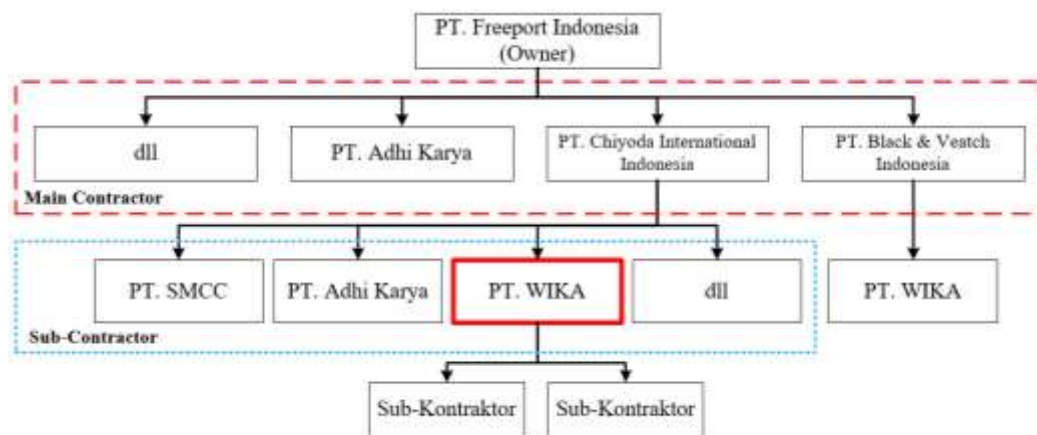 PT. Freeport Indonesia
(Owner)
dll
PT. Adhi Karya
PT. Chiyoda International
Indonesia
PT. Black & Veatch
Indonesia
Main Contractor
PT. SMCC
PT. Adhi Karya
PT. WIKA
dll
PT. WIKA
Sub-Contractor
Sub-Kontraktor
Sub-Kontraktor